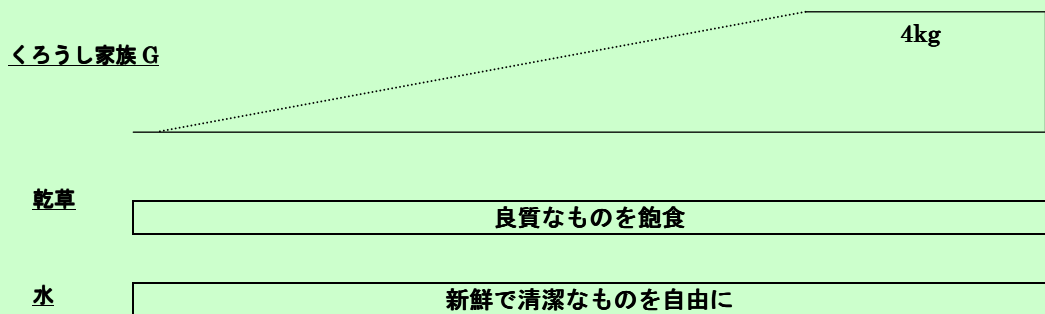 4kg
くろうし家族 G
乾草
良質なものを飽食
水
新鮮で清潔なものを自由に